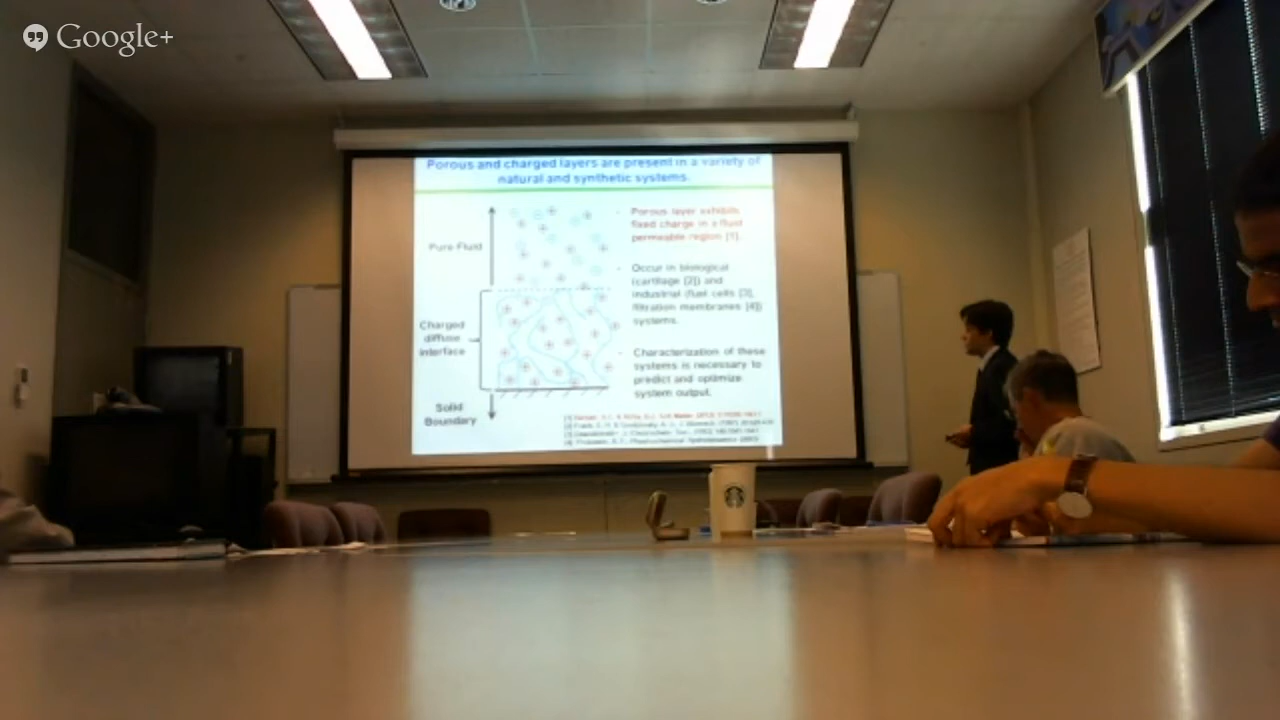 Google+
Porous and charged layers are present in a variety of
natural and synthetic systems.
Pure Fluid
Charged
diffuse
interface
Solid
Boundary
Porous layer exhibits
fixed charge in a fluid
permeable region [1].
Occur in biological
(cartilage [2]) and
industrial (fuel cells [3],
filtration membranes [4])
systems.
Characterization of these
systems is necessary to
predict and optimize
system output.